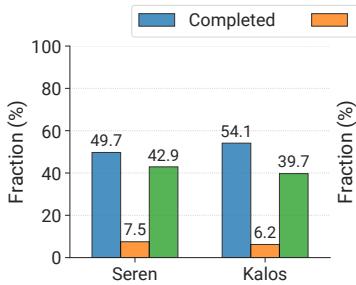 Completed
100
80
60
40
20
0
Fraction (%)
49.7
7.5
42.9
54.1
6.2
39.7
Seren
Kalos
Fraction (%)